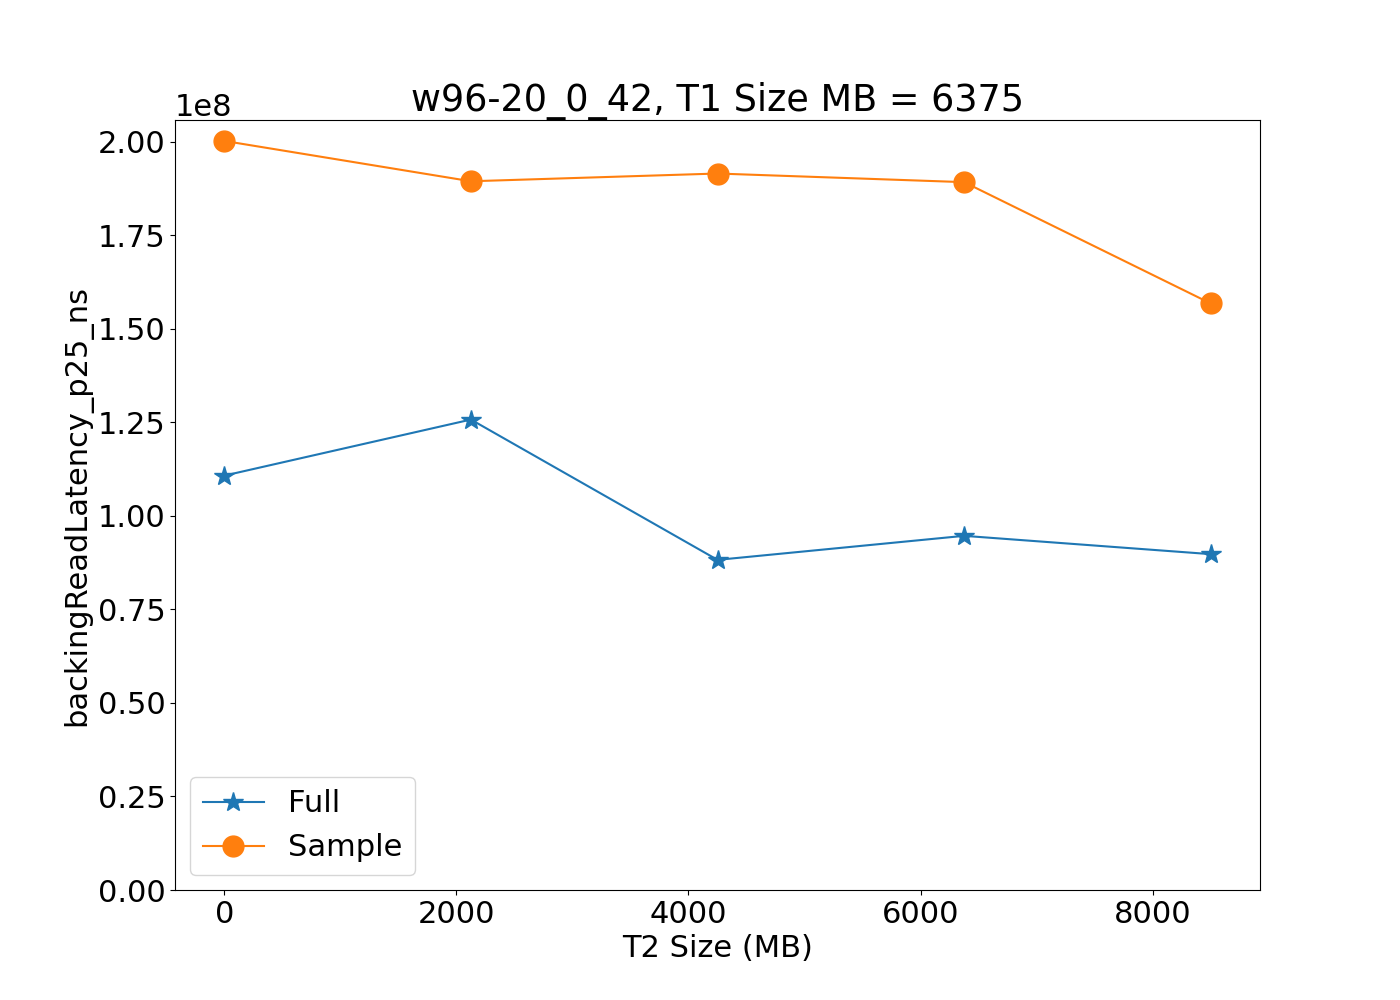 w96-20_0_42, T1 Size MB = 6375
1e8
2.00
1.75
1.50
1.25
1.00
0.75
0.50
0.25
0.00
backingReadLatency_p25_ns
Full
Sample
0 2000 4000 6000 8000
T2 Size (MB)